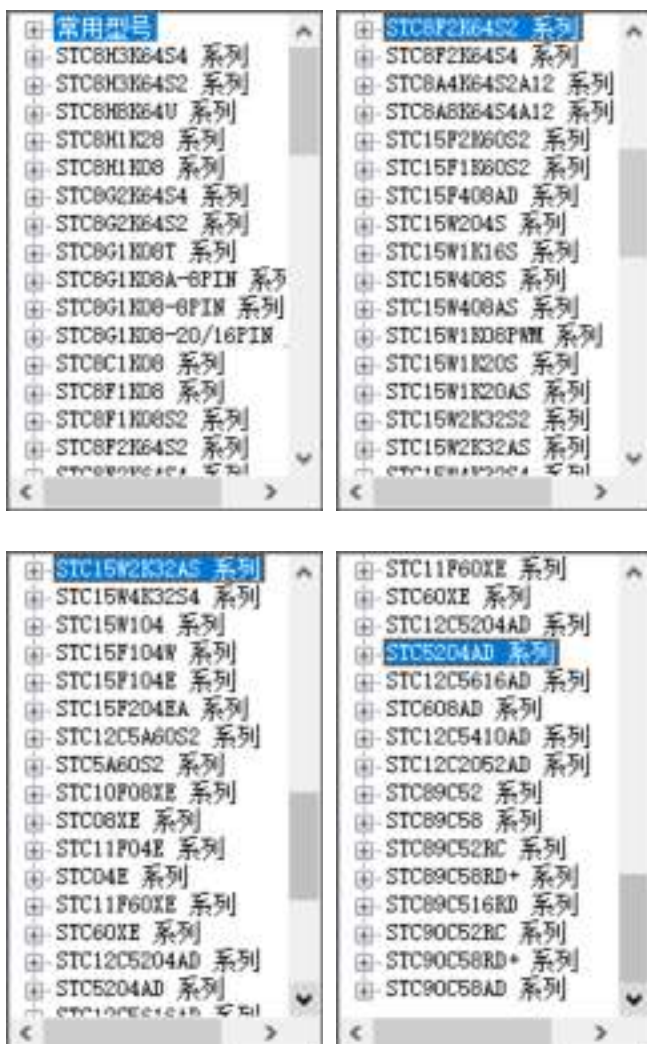 常用型号
STC8H3K64S4 系列
STC8H3K64S2 系列
STC8H8K64U 系列
STC8H1K28 系列
STC8H1K08 系列
STC8G2K64S4 系列
STC8G2K64S2 系列
STC8G1K08T 系列
STC8G1K08A-8PIN 系列
STC8G1K08-8PIN 系列
STC8G1K08-20/16PIN
STC8C1K08 系列
STC8F1K08 系列
STC8F1K08S2 系列
STC8F2K64S2 系列
STC8F2K64S4 系列
STC8F2K64S2 系列
STC8F2K64S4 系列
STC8A4K64S2A12 系列
STC8A8K64S4A12 系列
STC15F2K60S2 系列
STC15F1K60S2 系列
STC15F408AD 系列
STC15W204S 系列
STC15W1K16S 系列
STC15W408S 系列
STC15W408AS 系列
STC15W1K08PWM 系列
STC15W1K20S 系列
STC15W1K20AS 系列
STC15W2K32S2 系列
STC15W2K32AS 系列
STC15W4K32S4 系列
STC15W2K32AS 系列
STC15W4K32S4 系列
STC15W104 系列
STC15F104W 系列
STC15F104E 系列
STC15F204EA 系列
STC12C5A60S2 系列
STC5A60S2 系列
STC10F08XE 系列
STC08XE 系列
STC11F04E 系列
STC04E 系列
STC11F60XE 系列
STC60XE 系列
STC12C5204AD 系列
STC5204AD 系列
STC12C5616AD 系列
STC11F60XE 系列
STC60XE 系列
STC12C5204AD 系列
STC5204AD 系列
STC12C5616AD 系列
STC608AD 系列
STC12C5410AD 系列
STC12C2052AD 系列
STC89C52 系列
STC89C58 系列
STC89C52RC 系列
STC89C58RD+ 系列
STC89C516RD 系列
STC90C52RC 系列
STC90C58RD+ 系列
STC90C58AD 系列